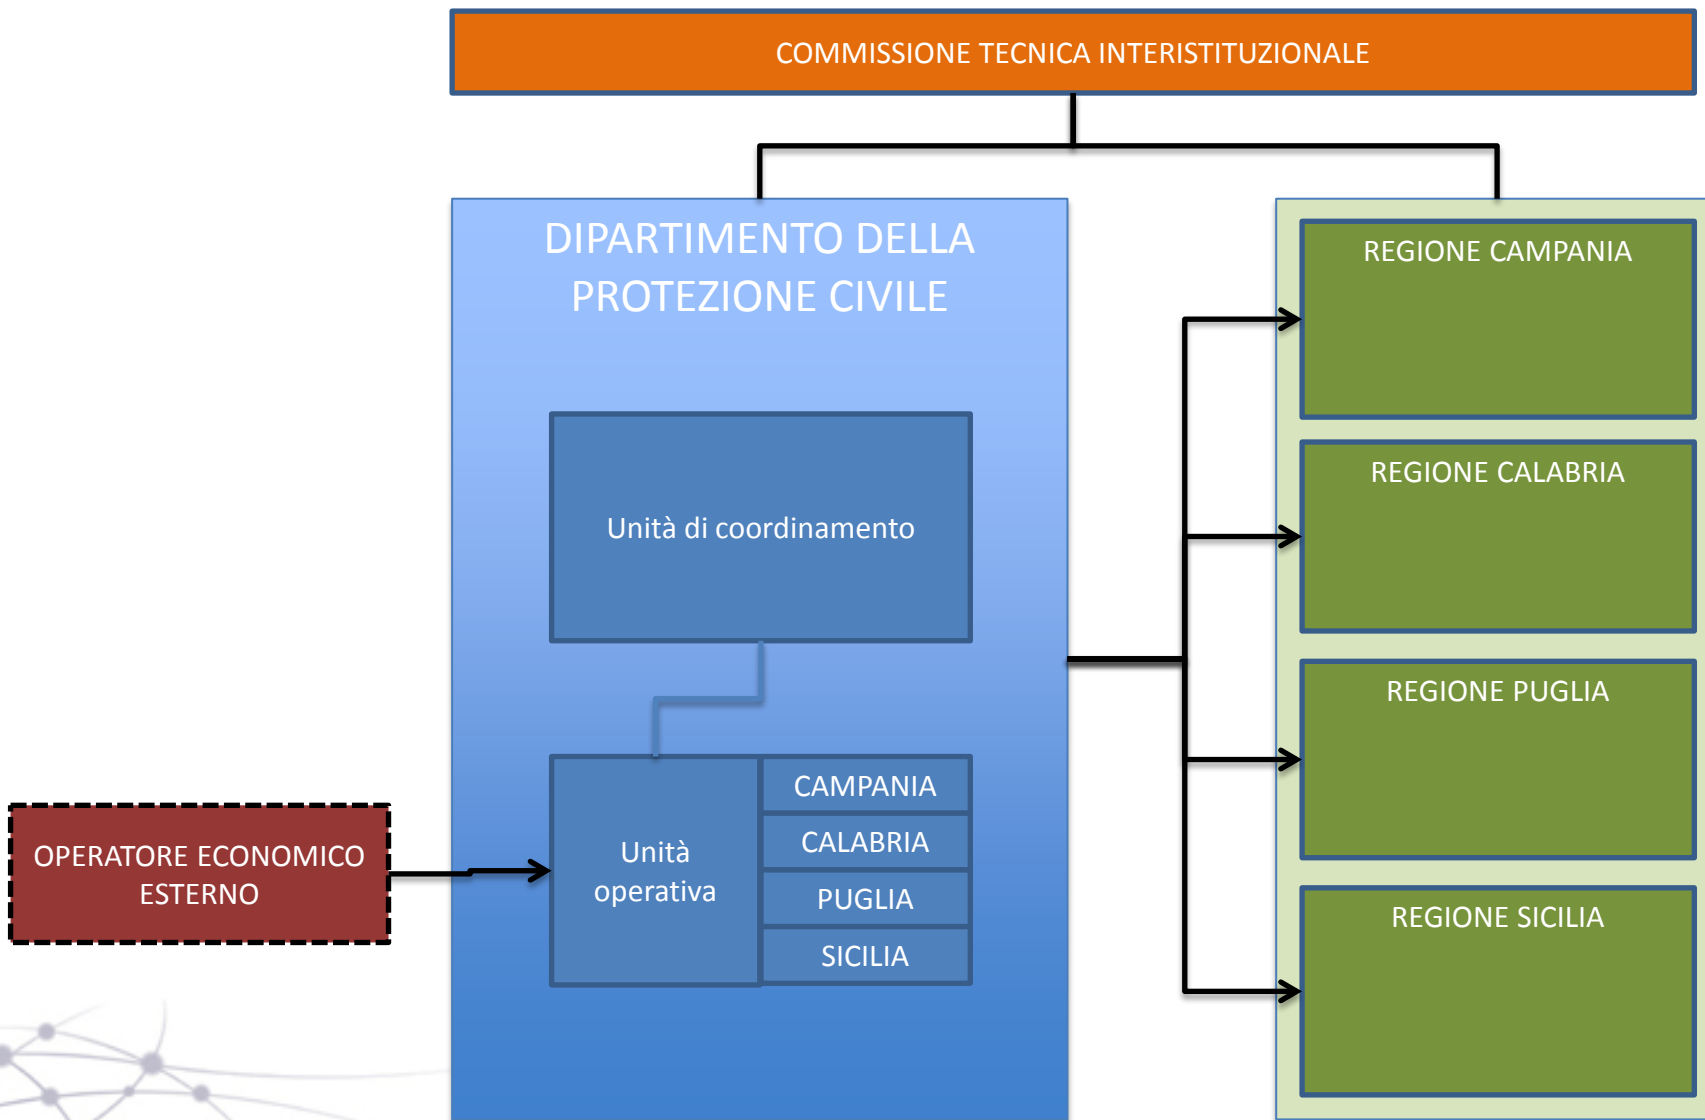 COMMISSIONE TECNICA INTERISTITUZIONALE
DIPARTIMENTO DELLA
PROTEZIONE CIVILE
Unità di coordinamento
Unità
operativa
CAMPANIA
CALABRIA
PUGLIA
SICILIA
OPERATORE ECONOMICO
ESTERNO
REGIONE CAMPANIA
REGIONE CALABRIA
REGIONE PUGLIA
REGIONE SICILIA